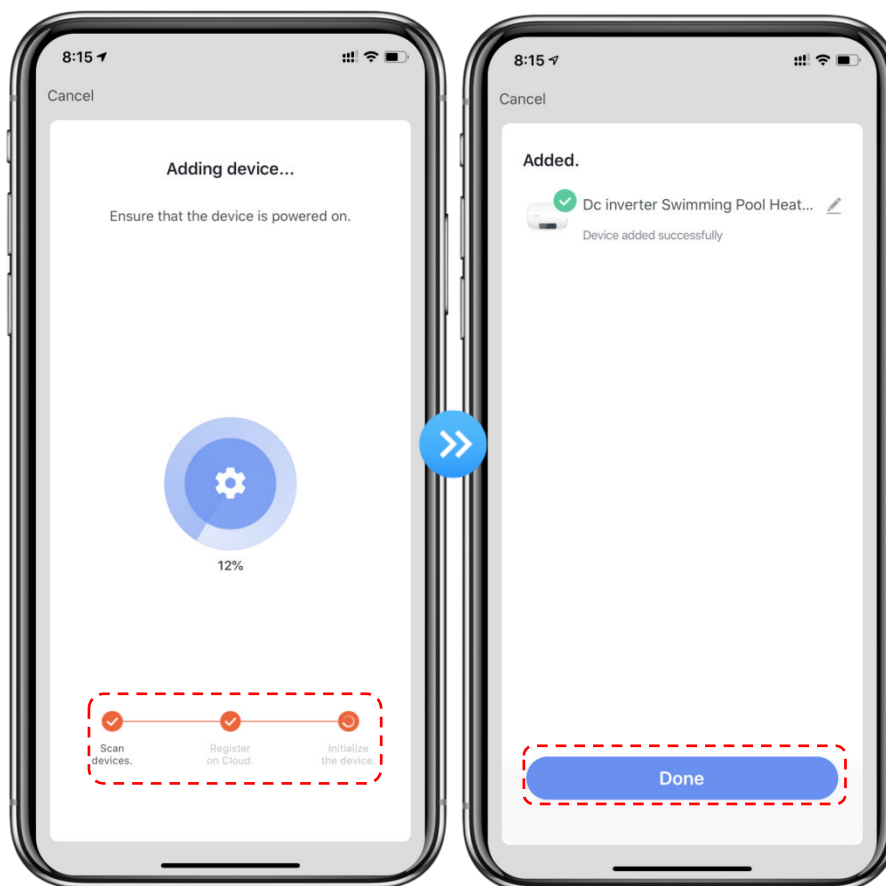 8:15
Cancel
Adding device...
Ensure that the device is powered on.
12%
Scan
devices.
Register
on Cloud.
Initialize
the device.
8:15
Cancel
Added.
Dc inverter Swimming Pool Heat...
Device added successfully
Done